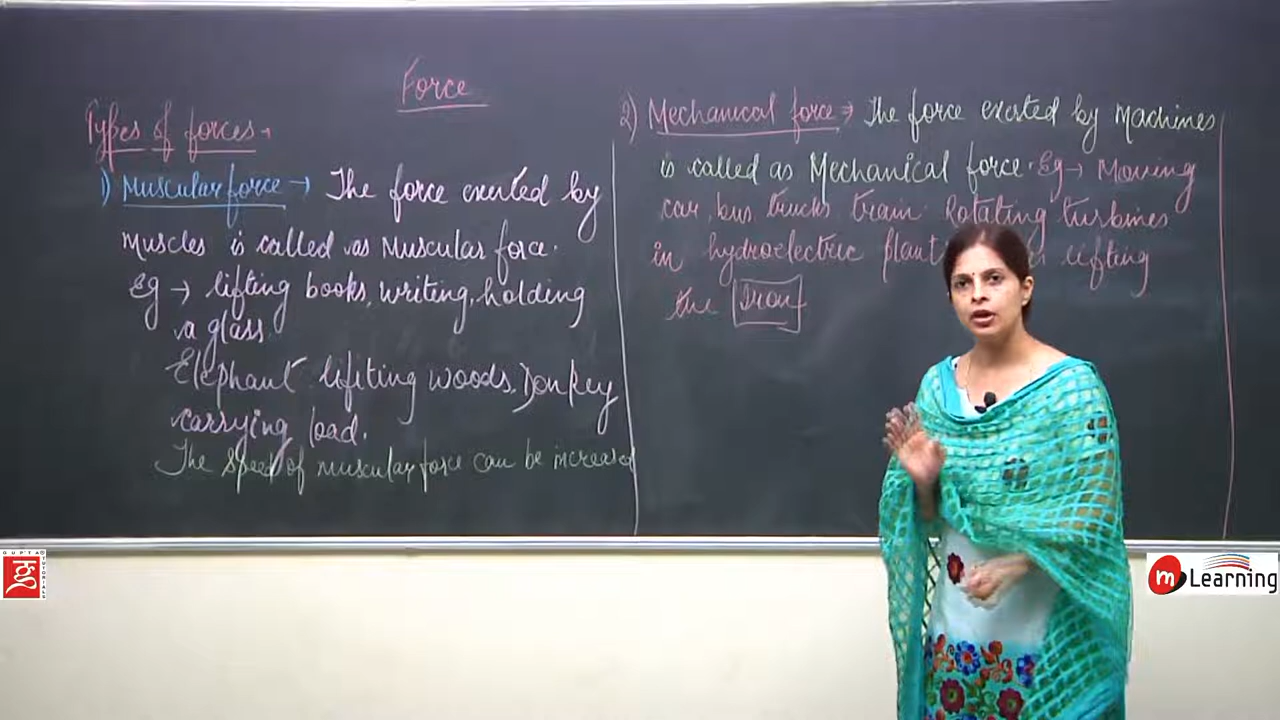 Force
Types of forces →
1) Muscular force → The force exerted by
Muscles is called as Muscular force.
Eg → lifting books, writing, holding
a glass
Elephant lifiting woods, Donkey
carrying load.
The speed of muscular force can be increased
2) Mechanical force → The force exerted by Machines
is called as Mechanical force. Eg → Moving
car, bus, trucks train. Rotating turbines
in hydroelectric plant lifting
the Iron
GUPTA TUTORIALS
m Learning